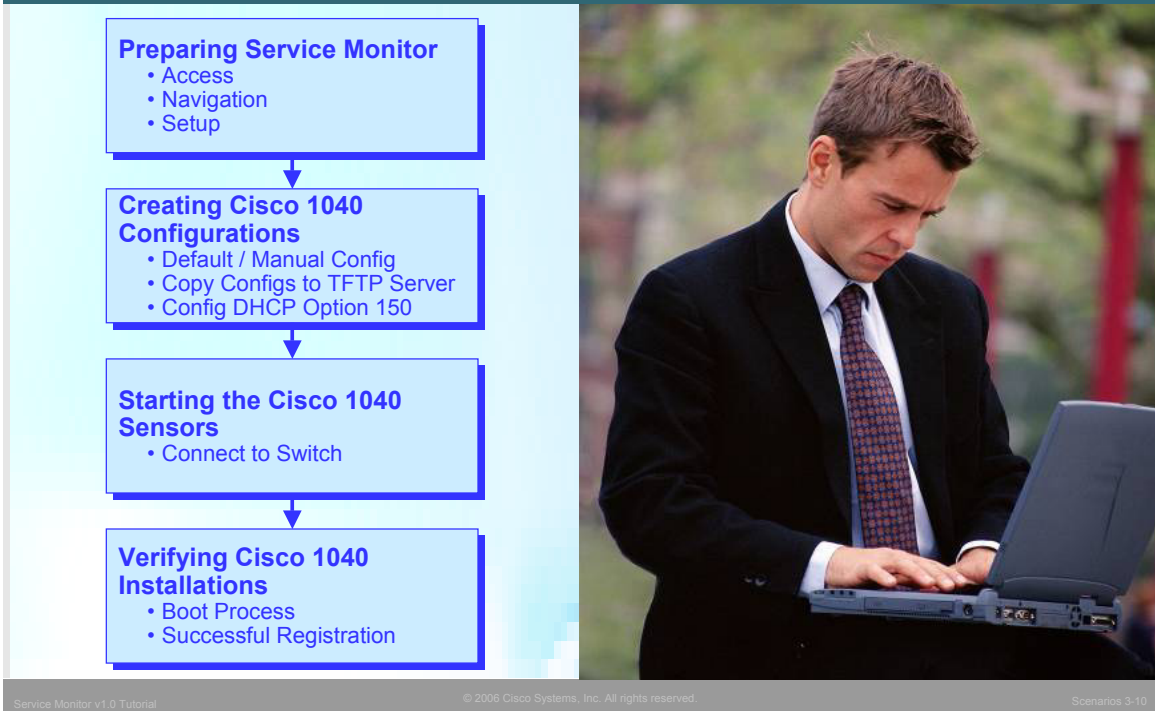 Preparing Service Monitor
• Access
• Navigation
• Setup
Creating Cisco 1040
Configurations
• Default / Manual Config
• Copy Configs to TFTP Server
• Config DHCP Option 150
Starting the Cisco 1040
Sensors
• Connect to Switch
Verifying Cisco 1040
Installations
• Boot Process
• Successful Registration
Service Monitor v1.0 Tutorial
© 2006 Cisco Systems, Inc. All rights reserved.
Scenarios 3-10